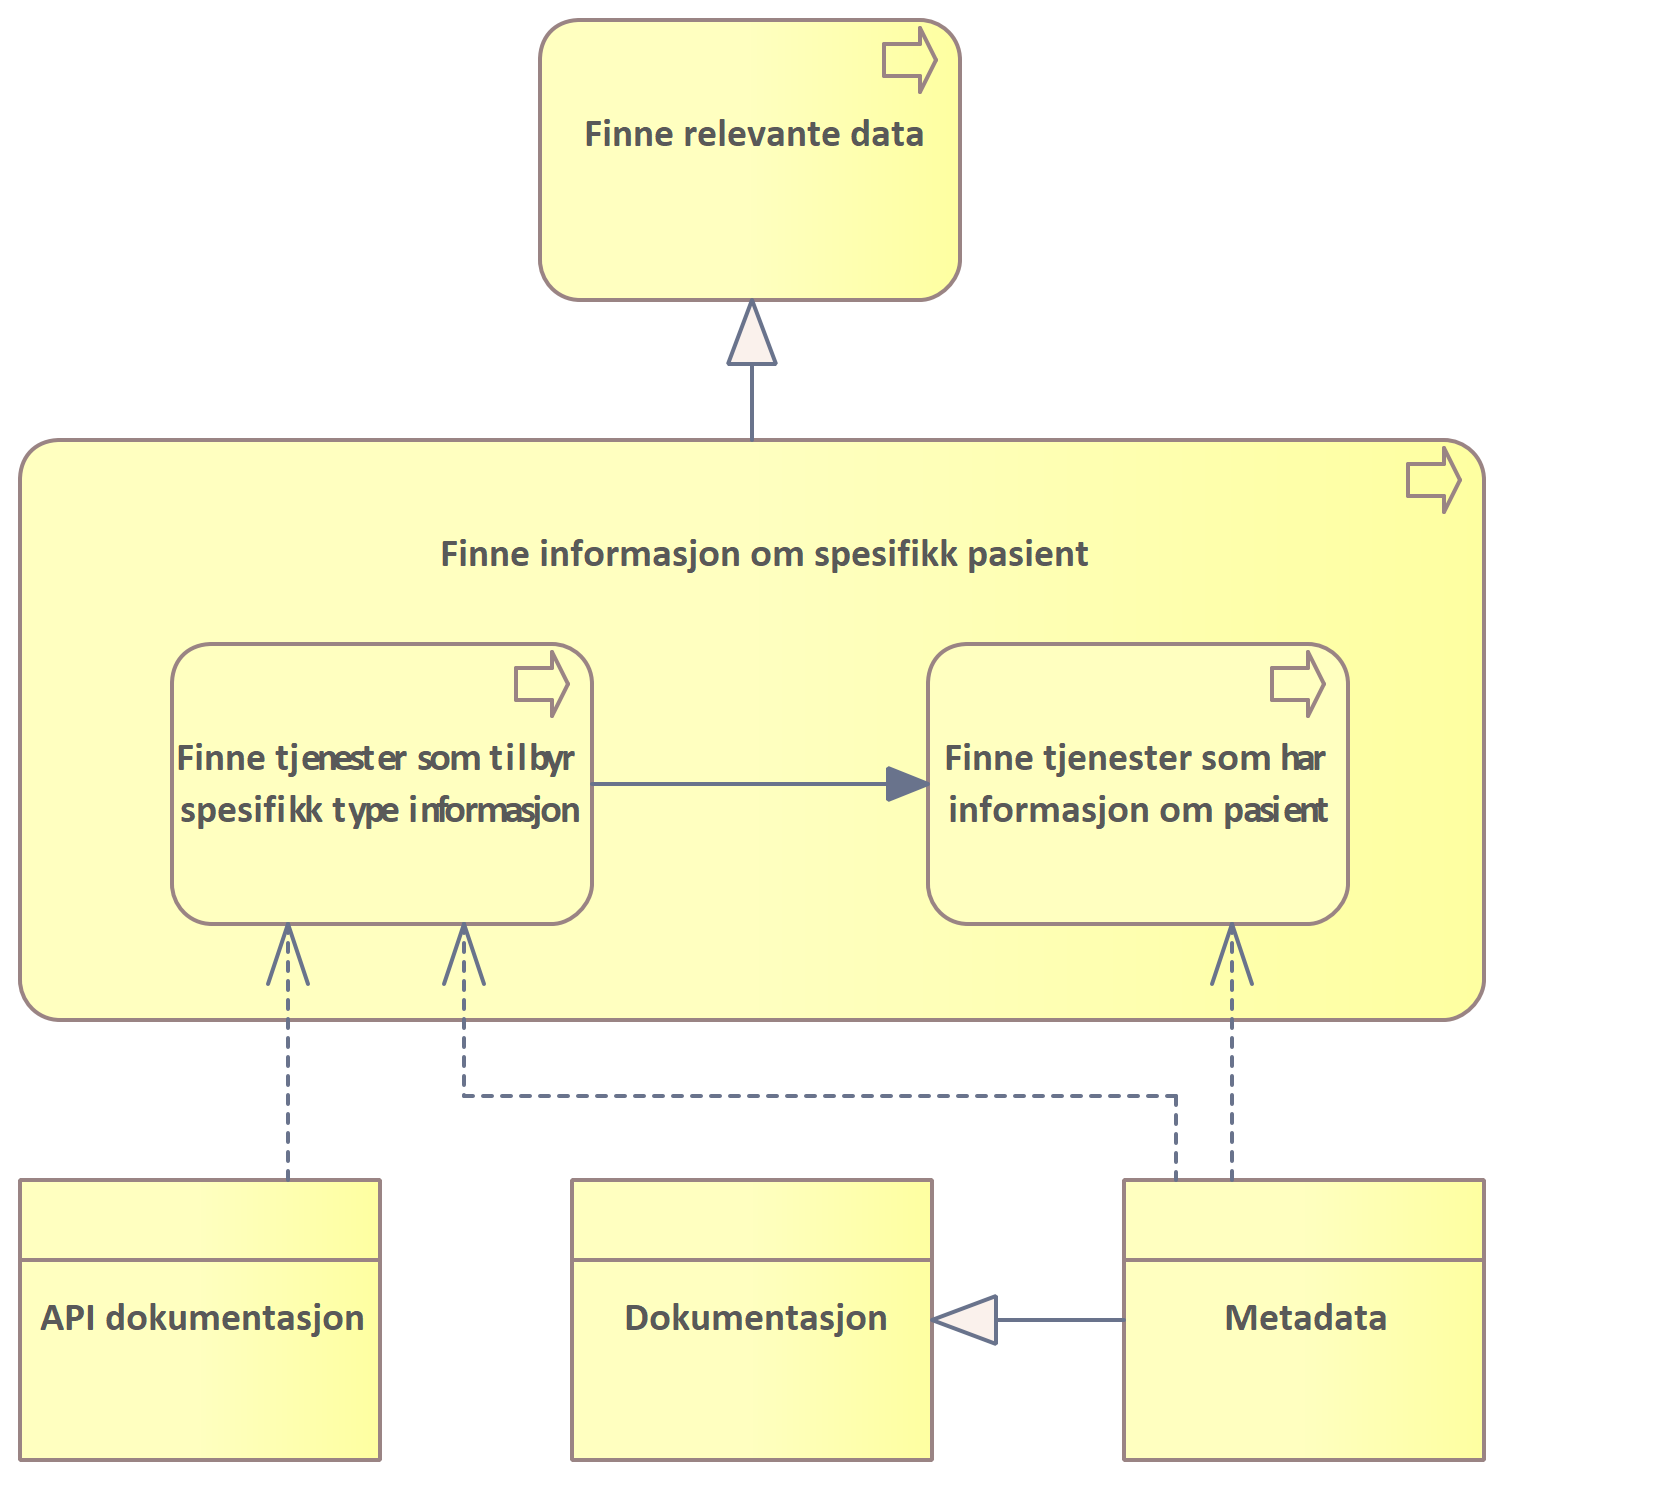 Finne relevante data
Finne informasjon om spesifikk pasient
Finne tjenester som tilbyr
spesifikk type informasjon
Finne tjenester som har
informasjon om pasient
API dokumentasjon
Dokumentasjon
Metadata